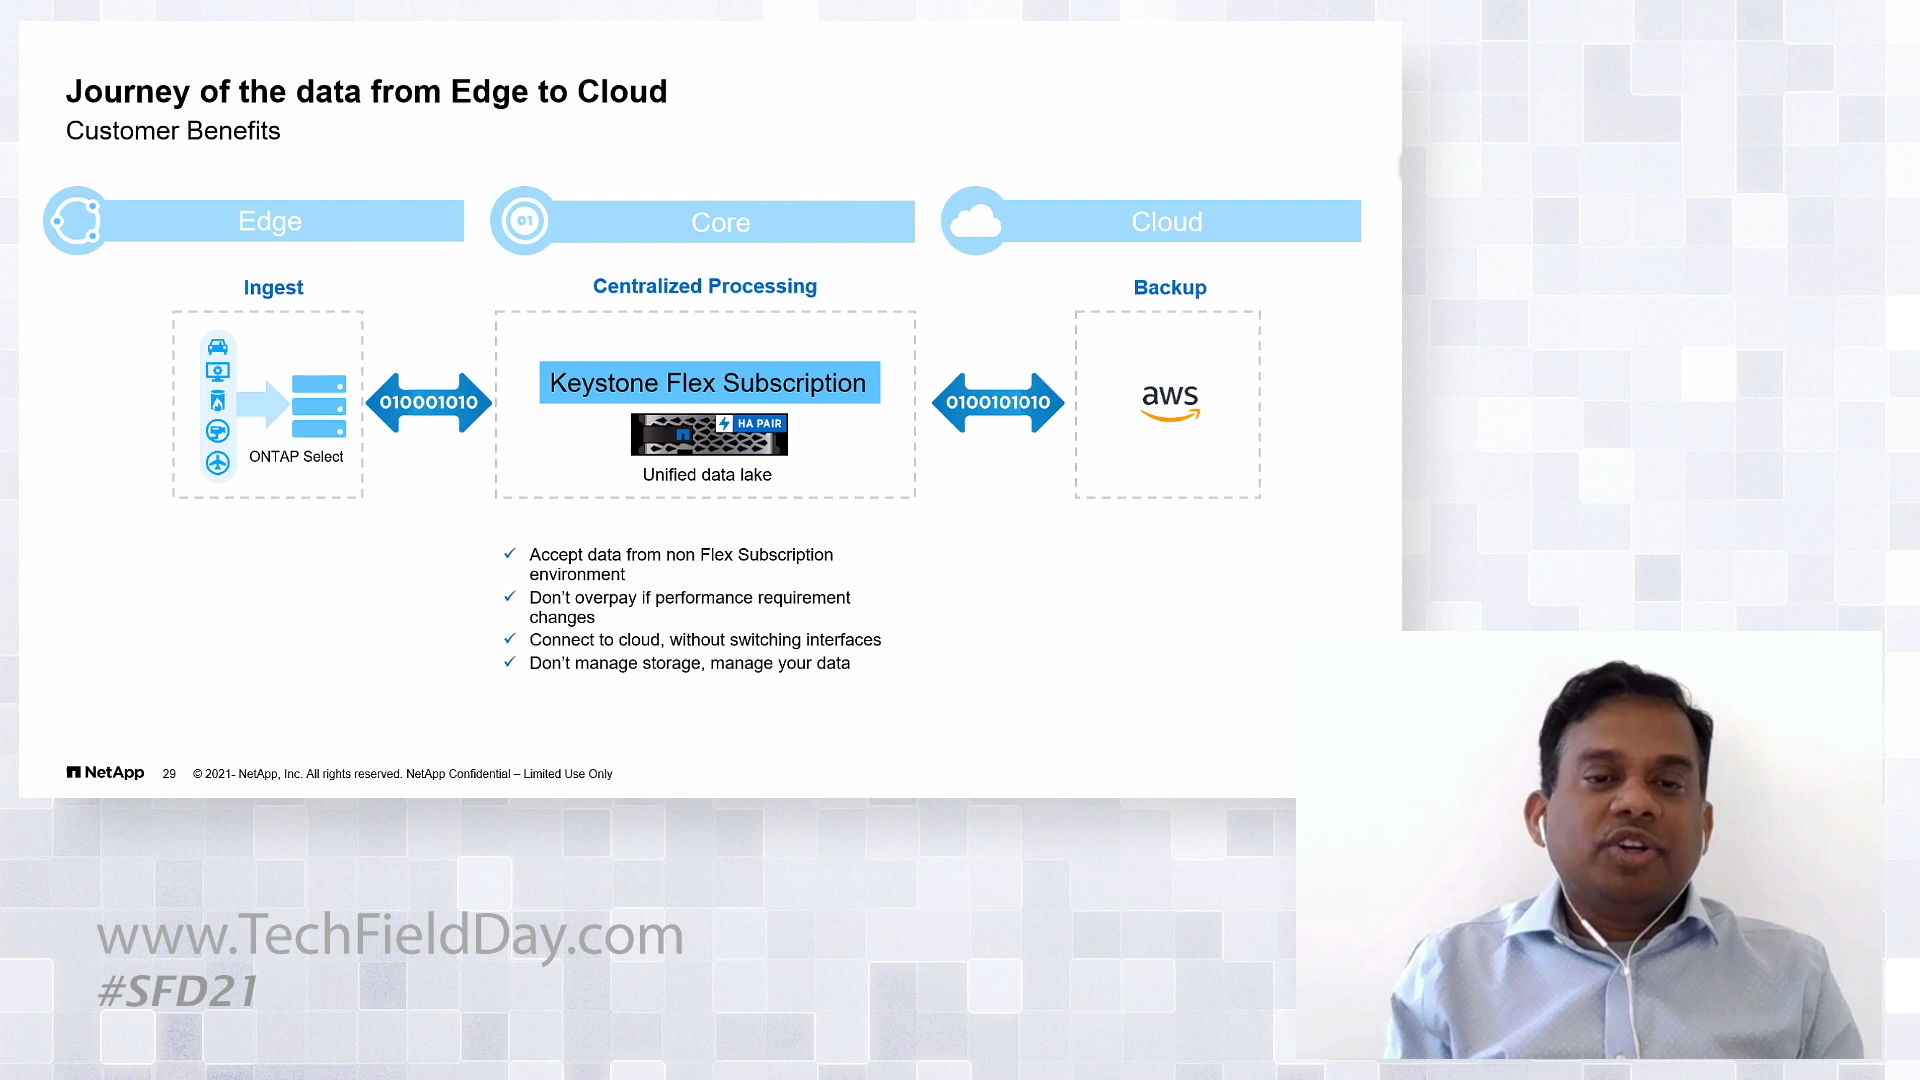 Journey of the data from Edge to Cloud
Customer Benefits
Edge
Core
Cloud
Ingest
Centralized Processing
Backup
ONTAP Select
010001010
Keystone Flex Subscription
HA PAIR
Unified data lake
0100101010
aws
01
✓ Accept data from non Flex Subscription
environment
✓ Don't overpay if performance requirement
changes
✓ Connect to cloud, without switching interfaces
✓ Don't manage storage, manage your data
NetApp 29 © 2021- NetApp, Inc. All rights reserved. NetApp Confidential – Limited Use Only
www.TechFieldDay.com
#SFD21